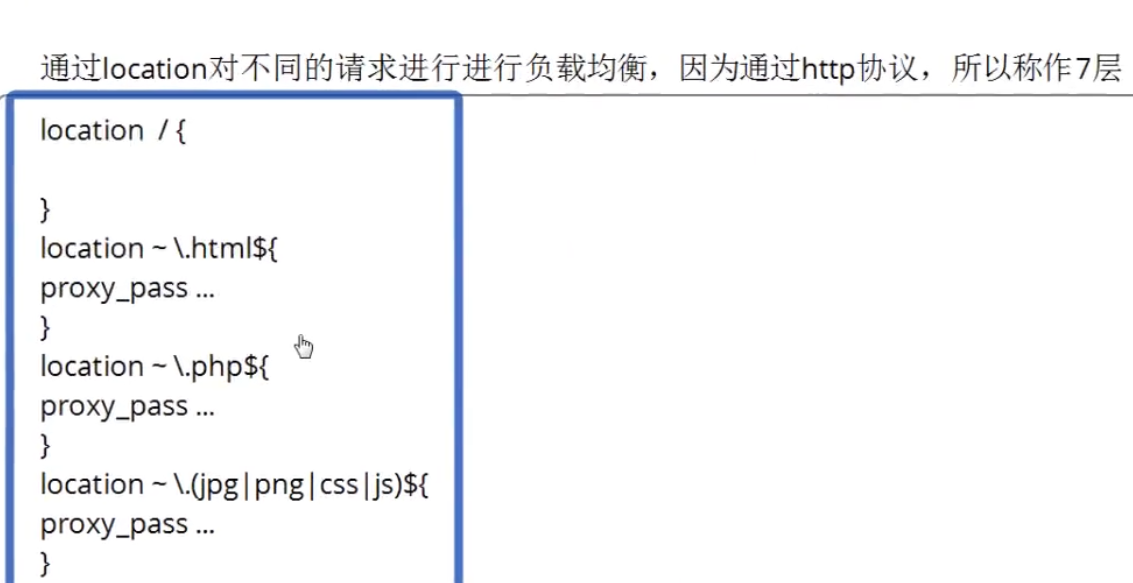 通过location对不同的请求进行进行负载均衡，因为通过http协议，所以称作7层
location / {
}
location ~ \.html${
proxy_pass ...
}
location ~ \.php${
proxy_pass ...
}
location ~ \.(jpg|png|css|js)${
proxy_pass ...
}